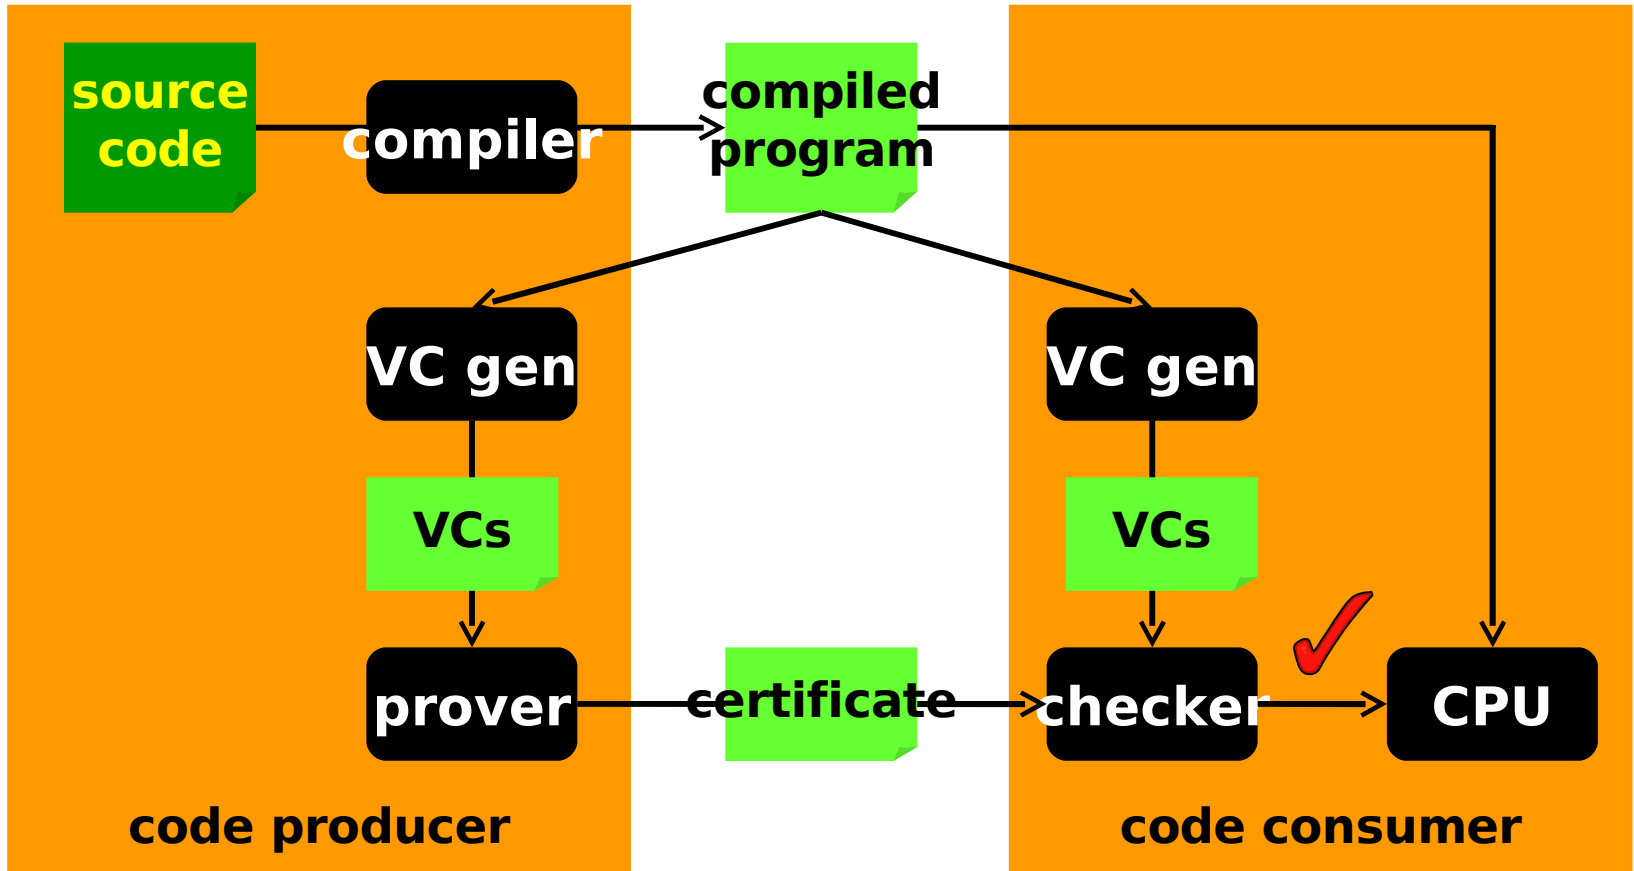 source
code
compiler
compiled
program
VC gen
VC gen
VCs
VCs
prover
certificate
checker
CPU
code producer
code consumer